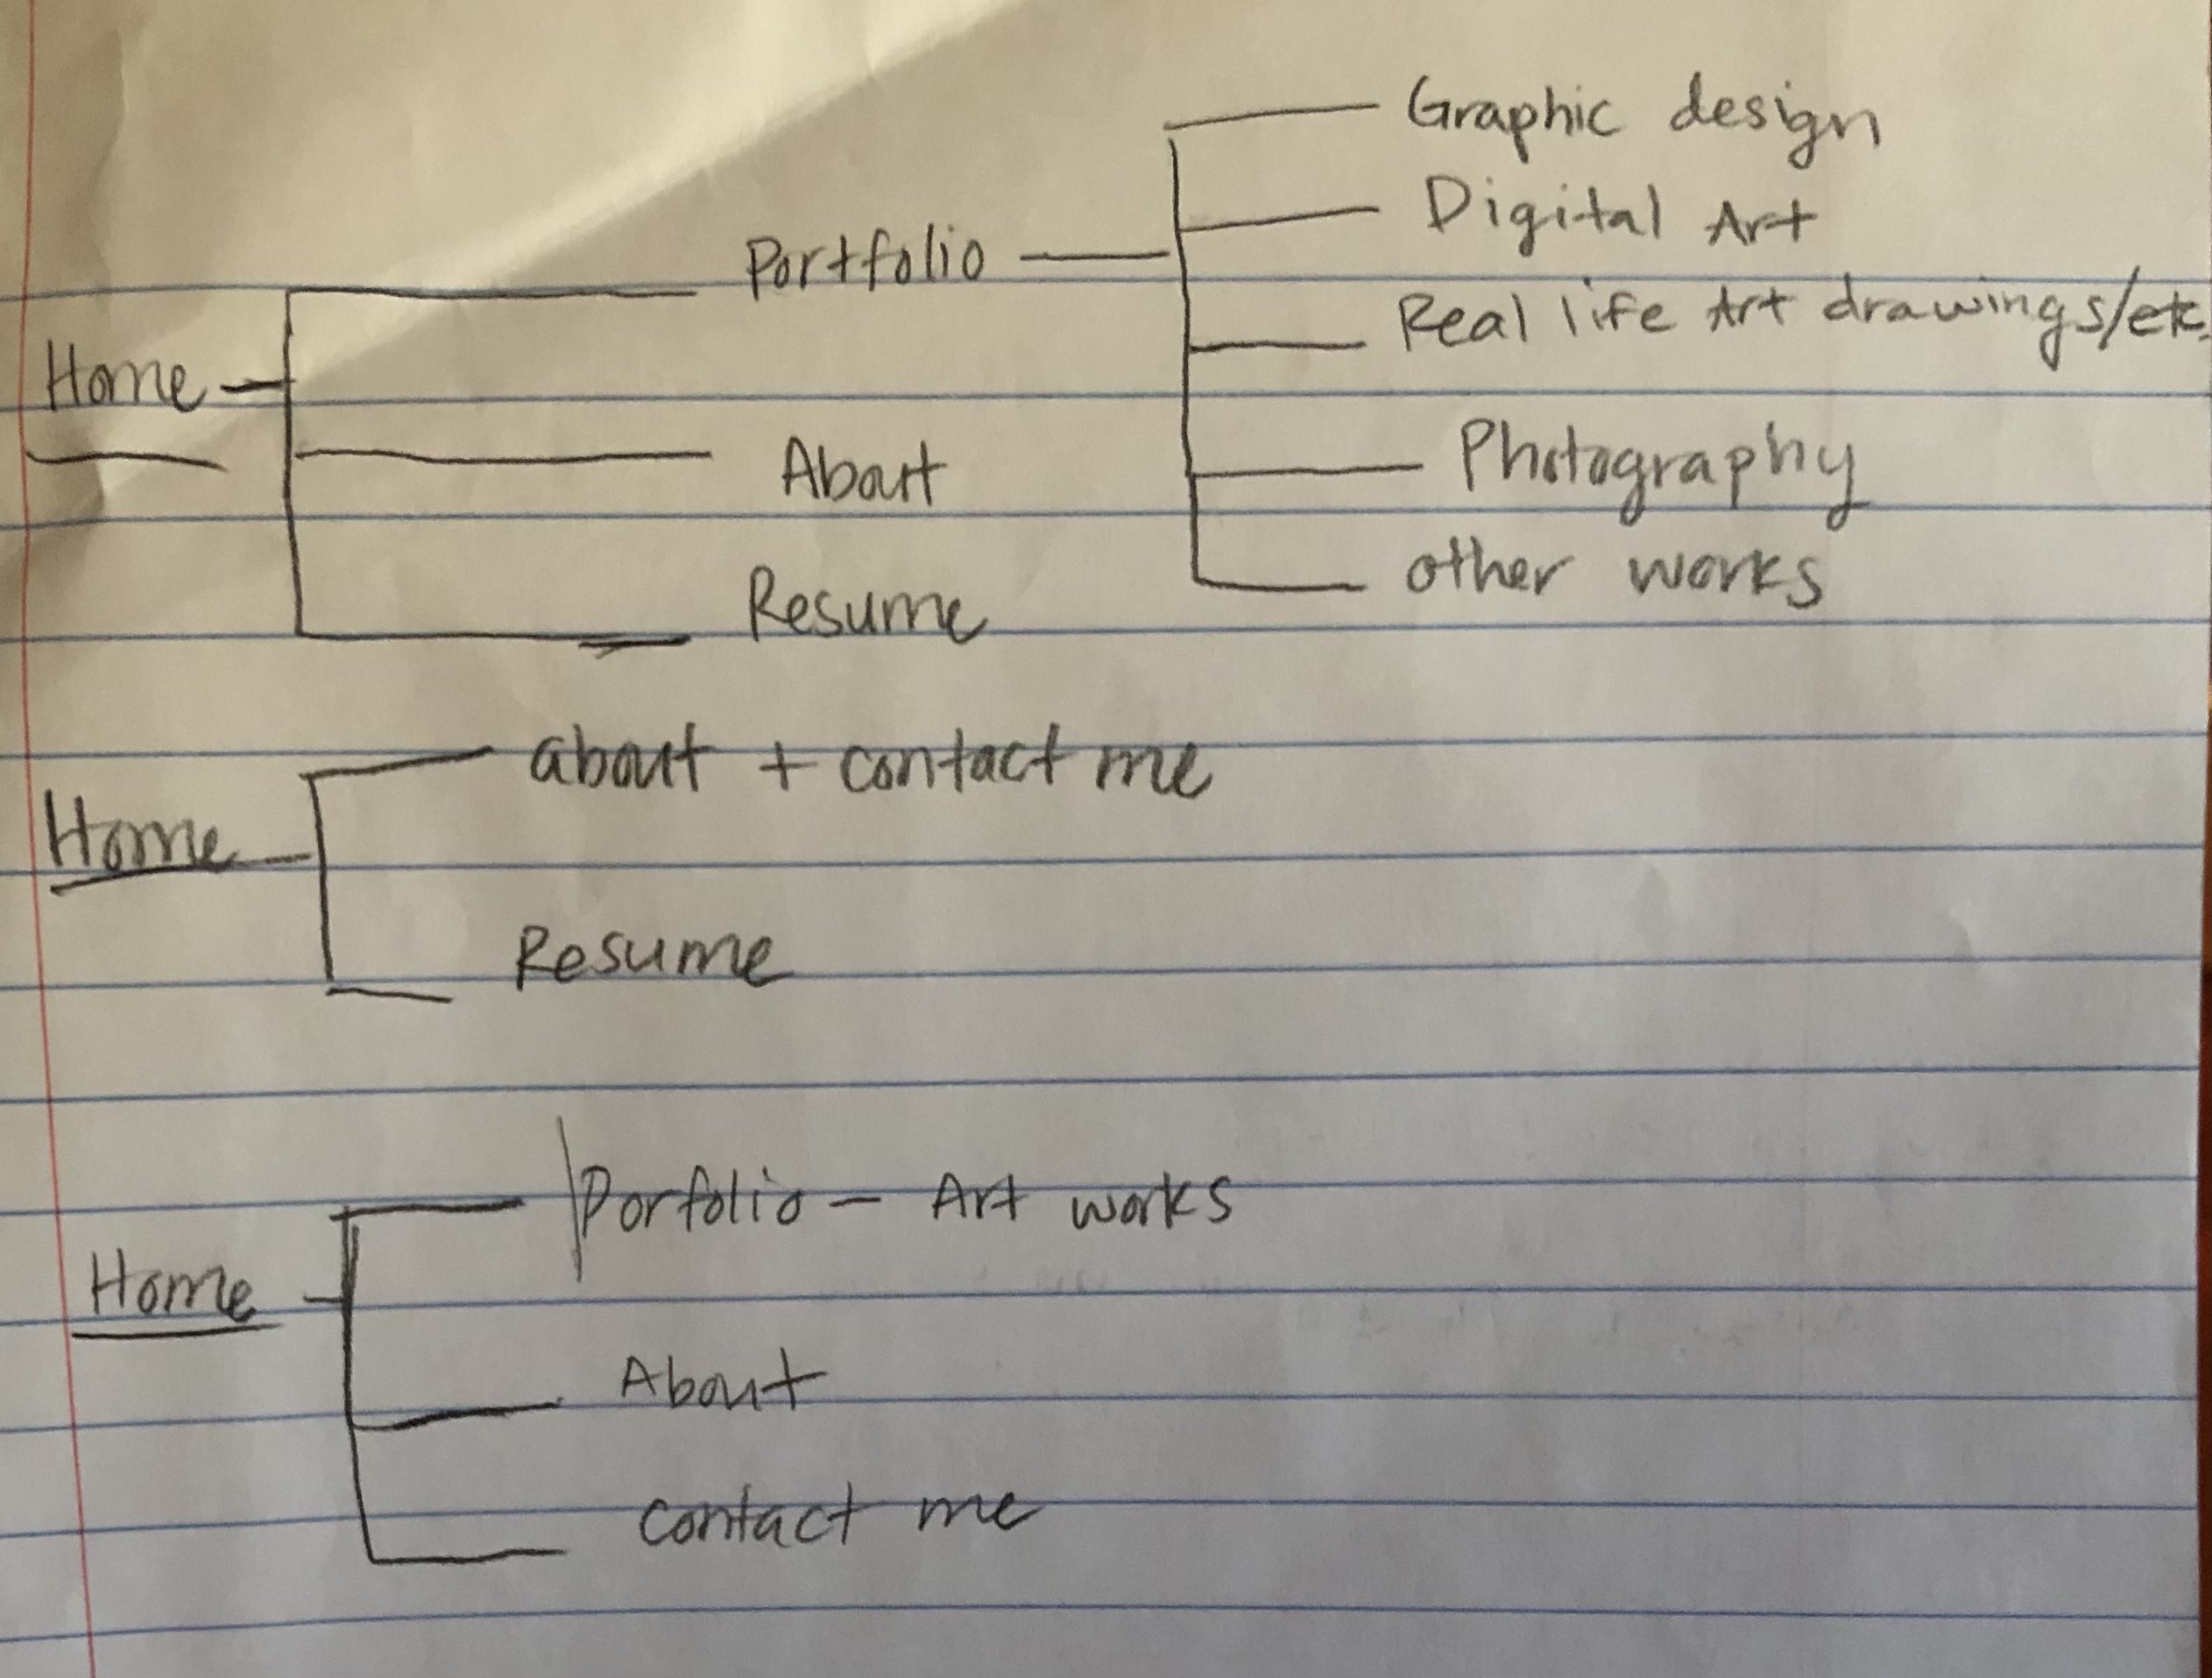 Graphic design
Digital Art
Portfolio
Real life Art drawings/etc.
Home
About
Photography
other works
Resume
about + contact me
Home
Resume
Porfolio - Art works
Home
About
contact me